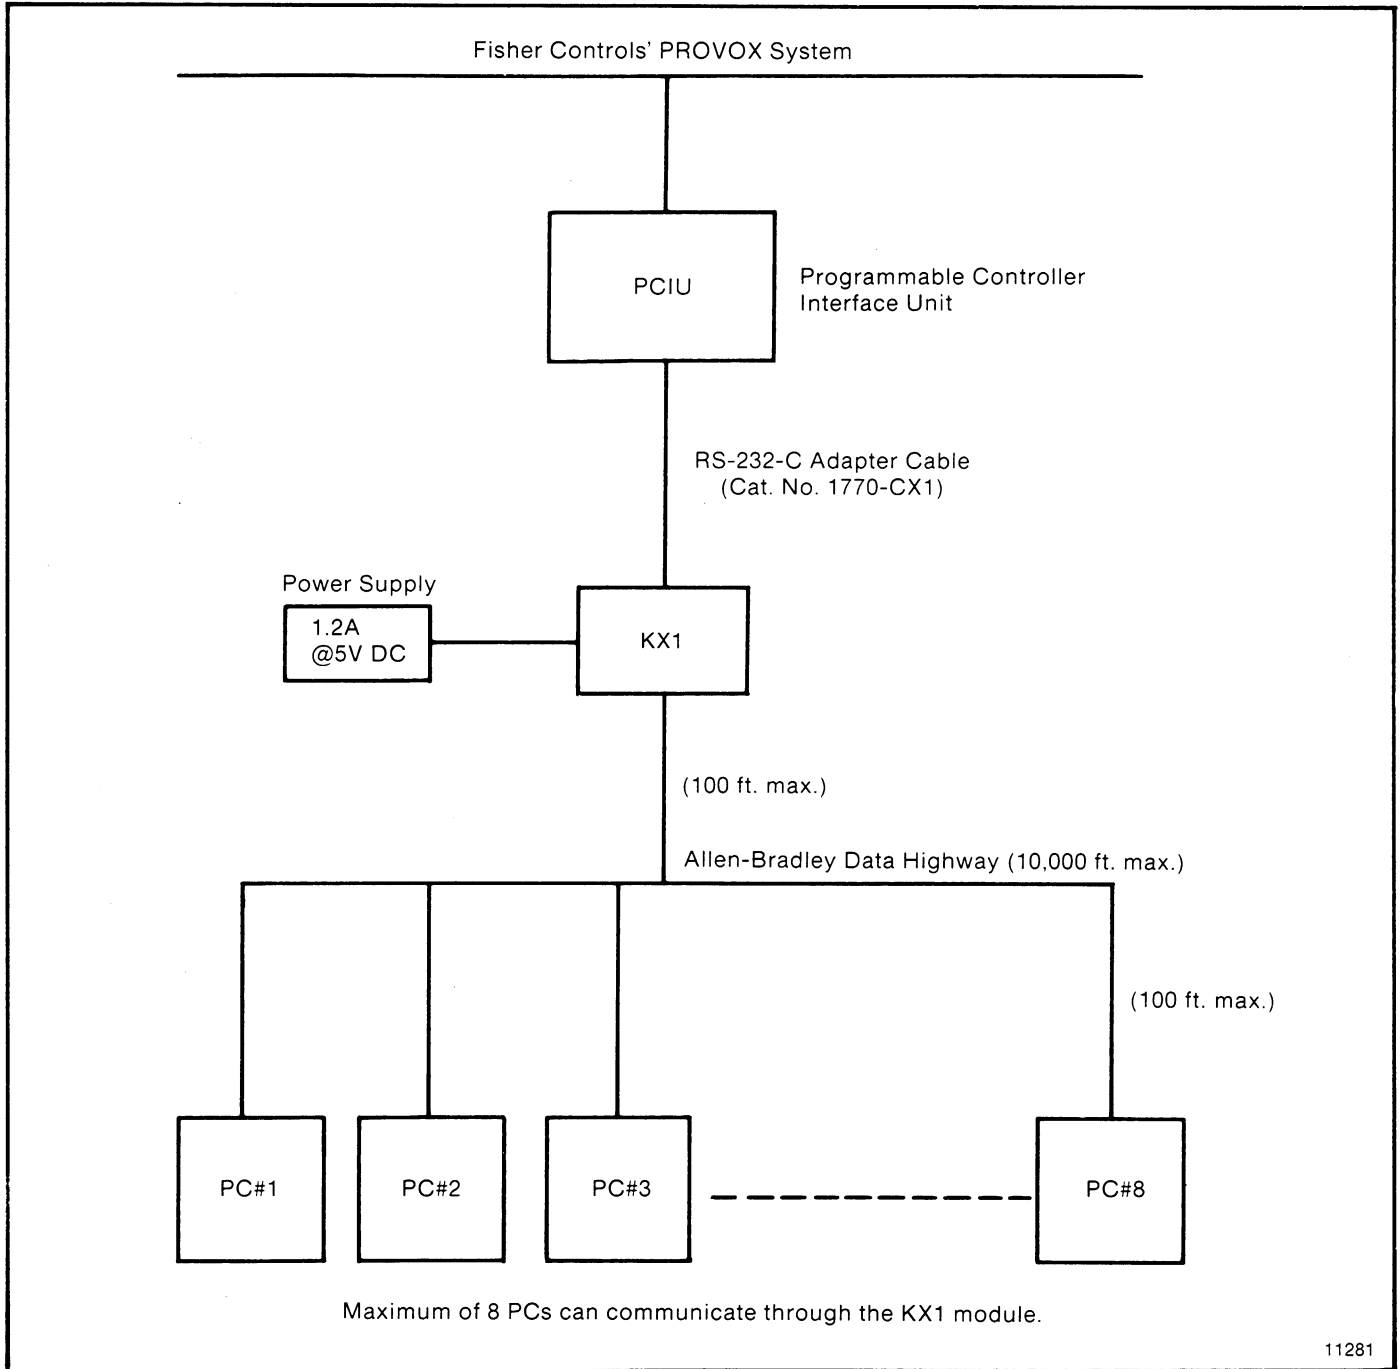 Fisher Controls' PROVOX System
PCIU
Programmable Controller
Interface Unit
RS-232-C Adapter Cable
(Cat. No. 1770-CX1)
Power Supply
1.2A
@5V DC
KX1
(100 ft. max.)
Allen-Bradley Data Highway (10,000 ft. max.)
(100 ft. max.)
PC#1
PC#2
PC#3
PC#8
Maximum of 8 PCs can communicate through the KX1 module.
11281